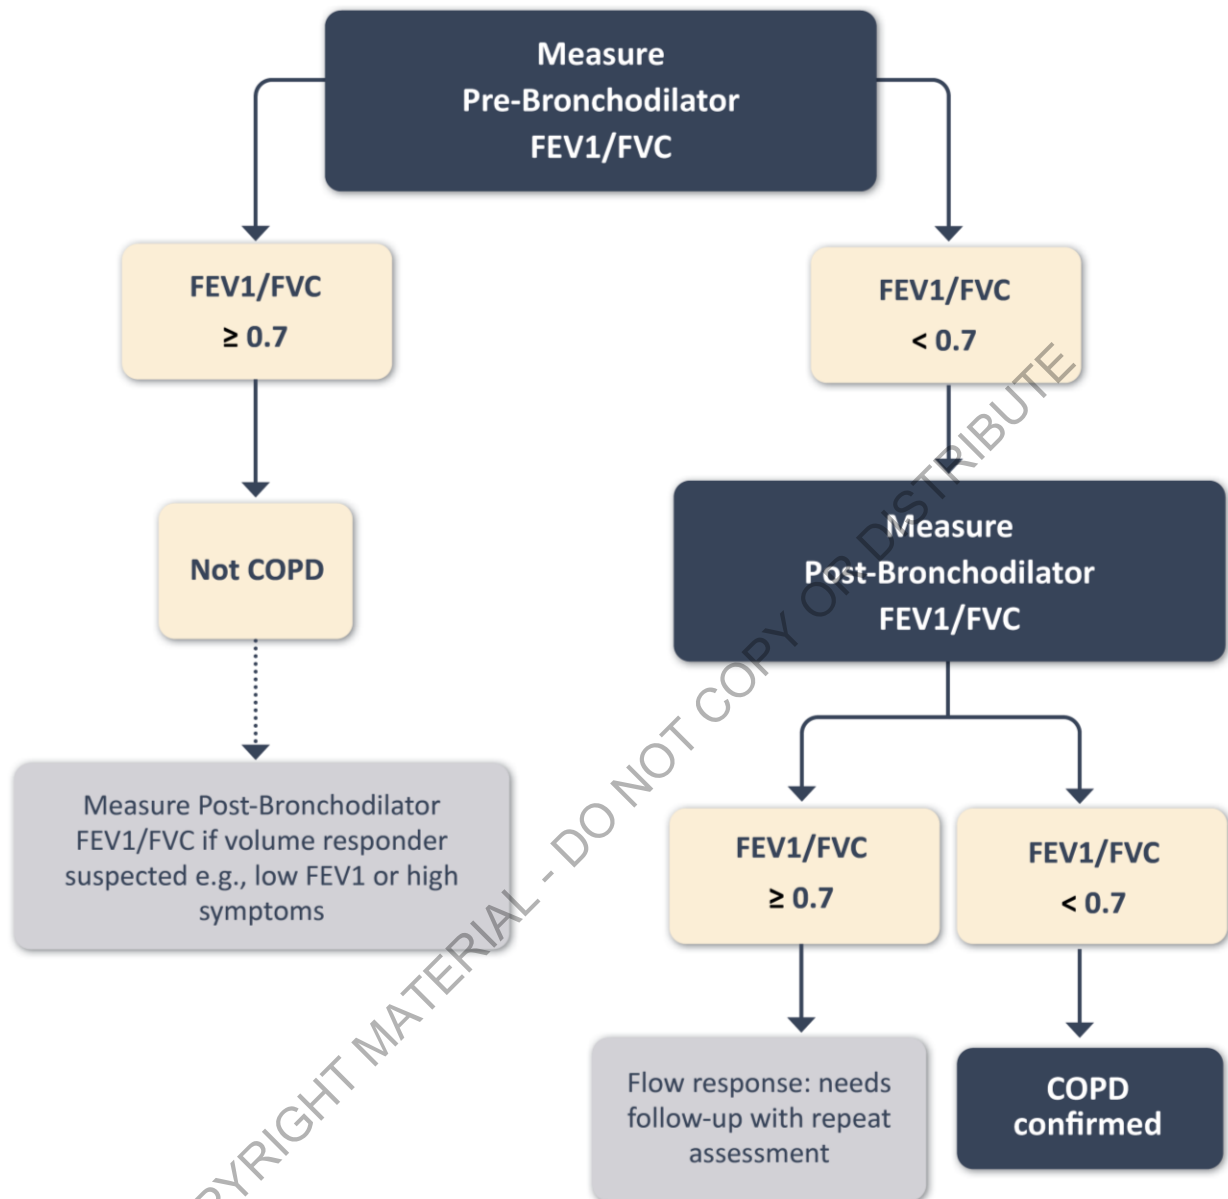 Measure
Pre-Bronchodilator
FEV1/FVC
FEV1/FVC
≥ 0.7
FEV1/FVC
< 0.7
Not COPD
Measure
Post-Bronchodilator
FEV1/FVC
Measure Post-Bronchodilator
FEV1/FVC if volume responder
suspected e.g., low FEV1 or high
symptoms
FEV1/FVC
≥ 0.7
FEV1/FVC
< 0.7
Flow response: needs
follow-up with repeat
assessment
COPD
confirmed
PYRIGHT MATERIAL - DO NOT COPY OR DISTRIBUTE